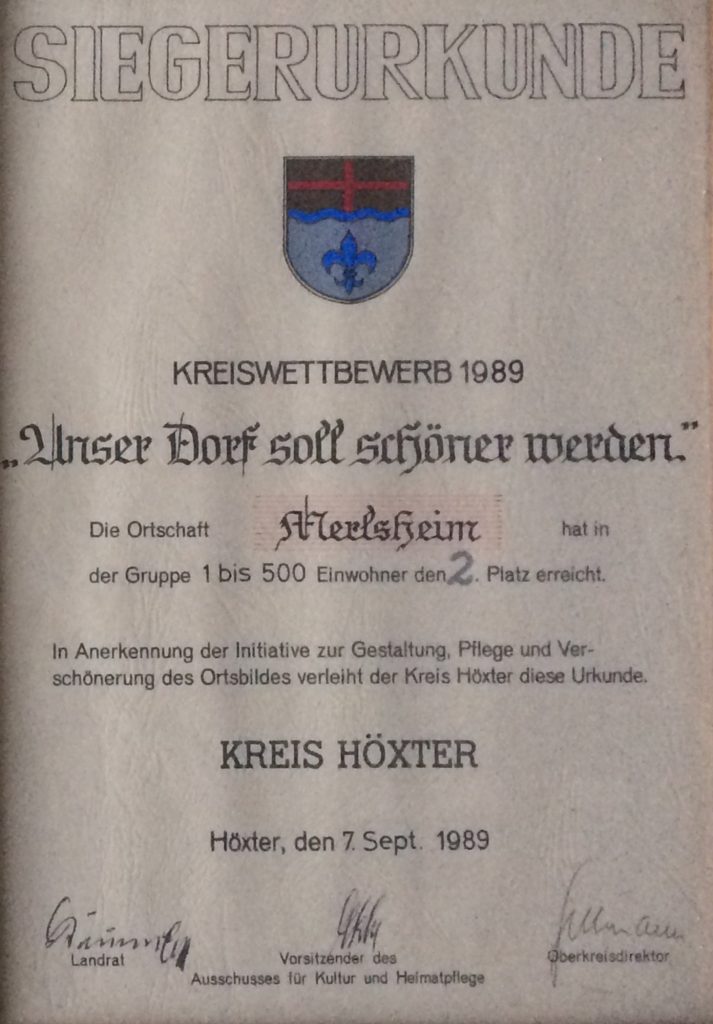 SIEGERURKUNDE
KREISWETTBEWERB 1989
„Unser Dorf soll schöner werden.”
Die Ortschaft Merlsheim hat in
der Gruppe 1 bis 500 Einwohner den 2. Platz erreicht.
In Anerkennung der Initiative zur Gestaltung, Pflege und Ver-
schönerung des Ortsbildes verleiht der Kreis Höxter diese Urkunde.
KREIS HÖXTER
Höxter, den 7. Sept. 1989
Landrat
Vorsitzender des
Ausschusses für Kultur und Heimatpflege
Oberkreisdirektor